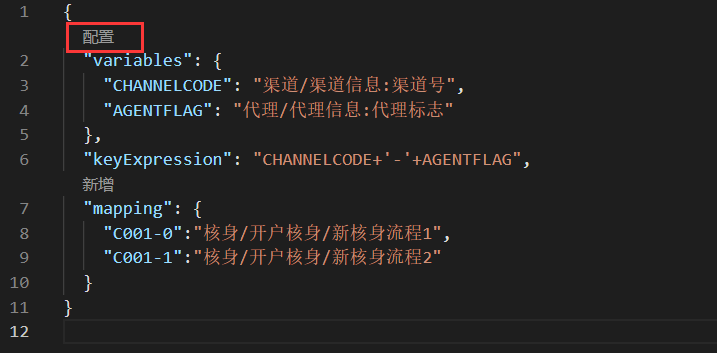 1 {
配置
2 "variables": {
3 "CHANNELCODE": "渠道/渠道信息:渠道号",
4 "AGENTFLAG": "代理/代理信息:代理标志"
5 },
6 "keyExpression": "CHANNELCODE+'-'+AGENTFLAG",
新增
7 "mapping": {
8 "C001-0":"核身/开户核身/新核身流程1",
9 "C001-1":"核身/开户核身/新核身流程2"
10 }
11 }
12